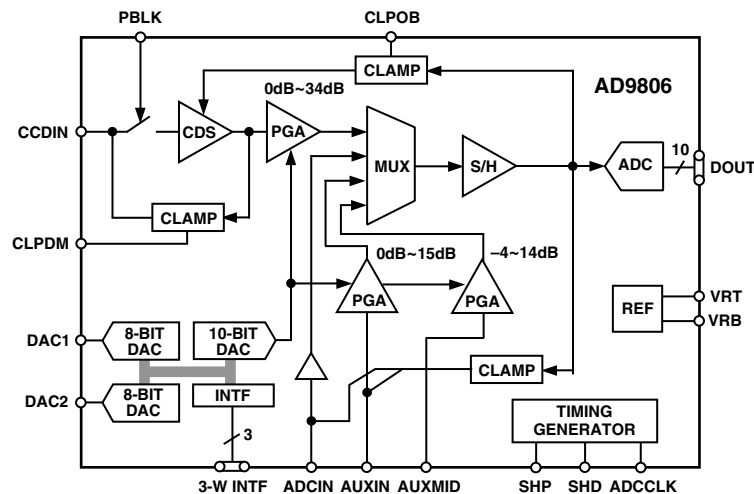 PBLK
CLPOB
CLAMP
0dB~34dB
AD9806
CCDIN
CDS
PGA
MUX
S/H
ADC
10
DOUT
CLAMP
CLPDM
0dB~15dB
–4~14dB
PGA
PGA
REF
VRT
VRB
DAC1
8-BIT
DAC
10-BIT
DAC
DAC2
8-BIT
DAC
INTF
CLAMP
TIMING
GENERATOR
3
3-W INTF
ADCIN
AUXIN
AUXMID
SHP
SHD
ADCCLK